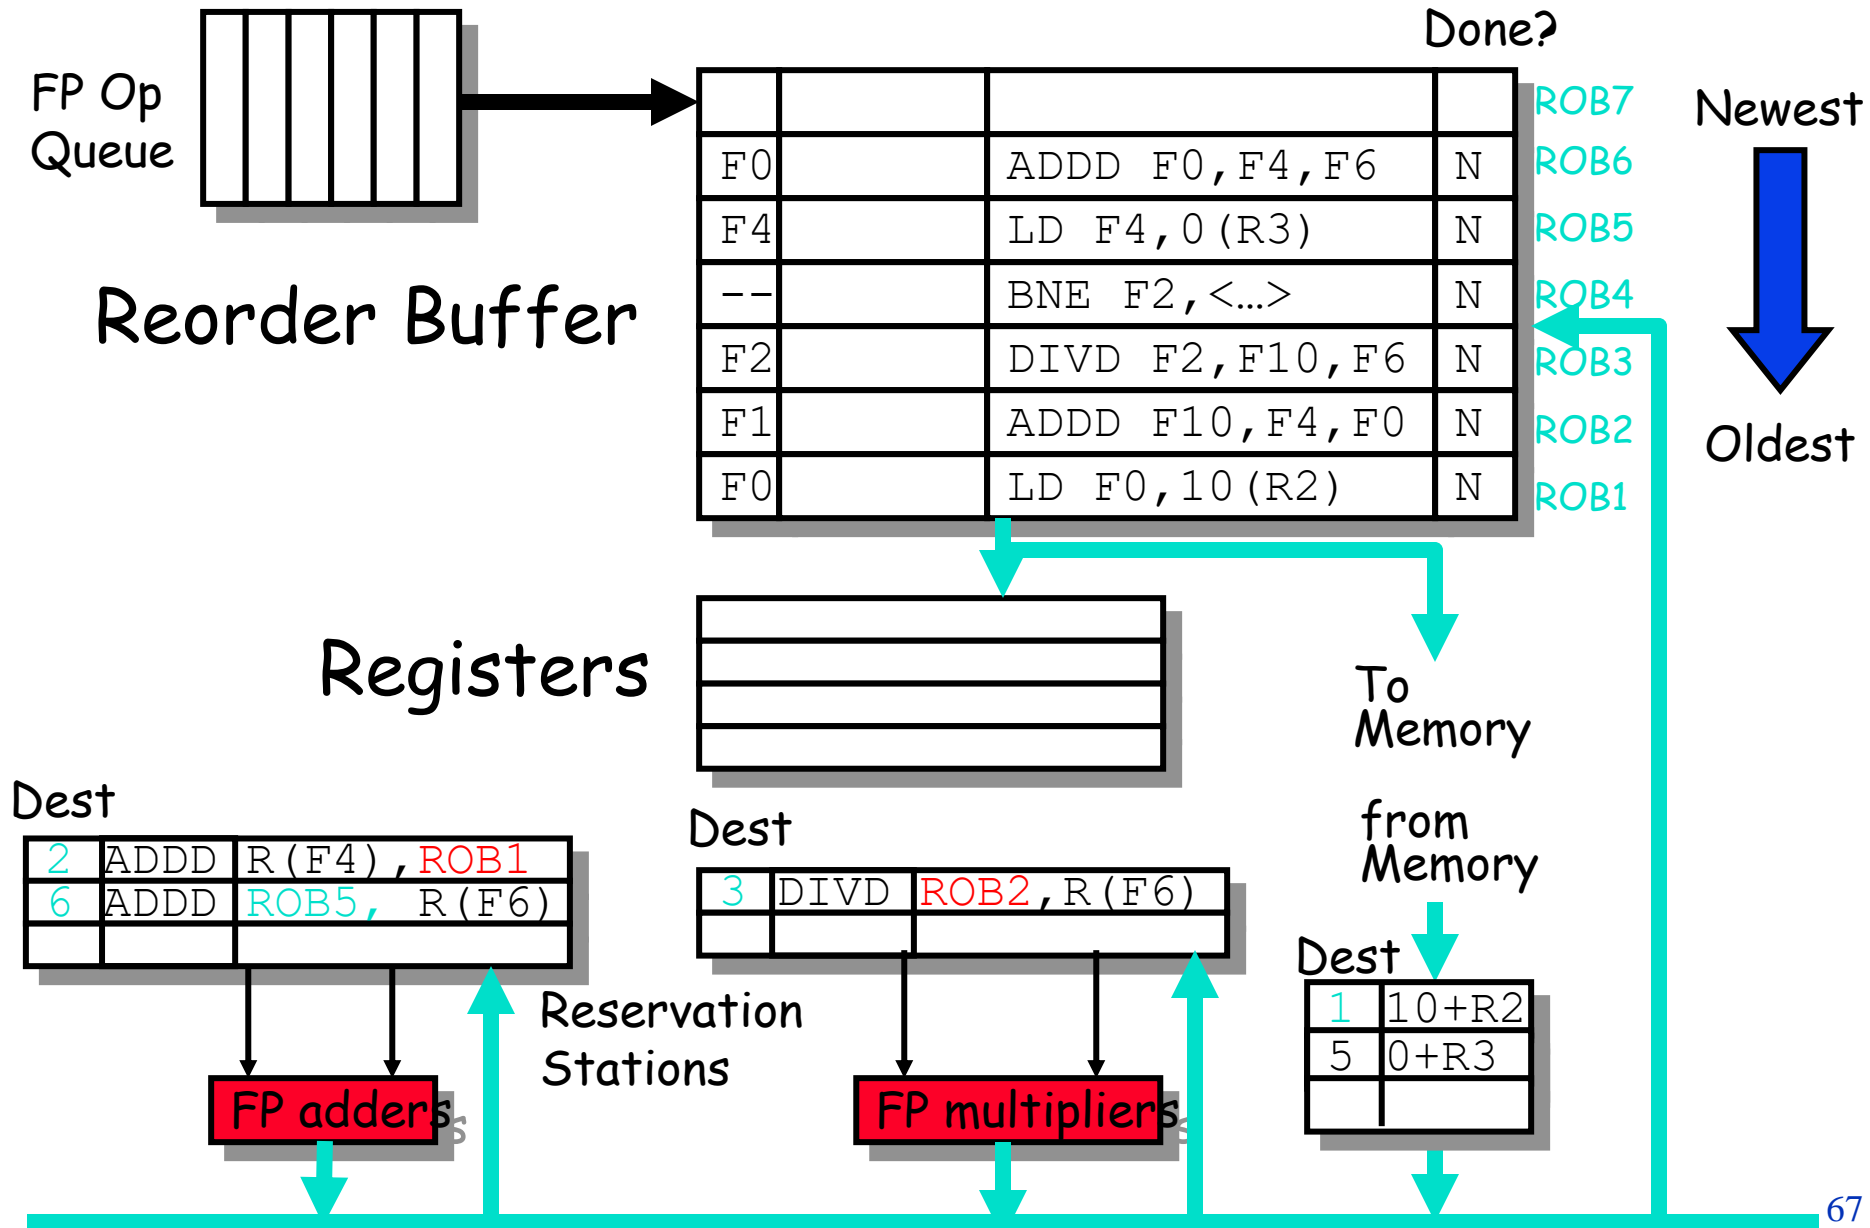 Done?
FP Op
Queue
ROB7
Newest
F0 ADDD F0,F4,F6 N ROB6
F4 LD F4,0(R3) N ROB5
-- BNE F2,<…> N ROB4
F2 DIVD F2,F10,F6 N ROB3
F1 ADDD F10,F4,F0 N ROB2
F0 LD F0,10(R2) N ROB1
Oldest
Reorder Buffer
Registers
To
Memory
from
Memory
Dest
2 ADDD R(F4),ROB1
6 ADDD ROB5, R(F6)
Dest
3 DIVD ROB2,R(F6)
Dest
1 10+R2
5 0+R3
Reservation
Stations
FP adders
FP multipliers
67